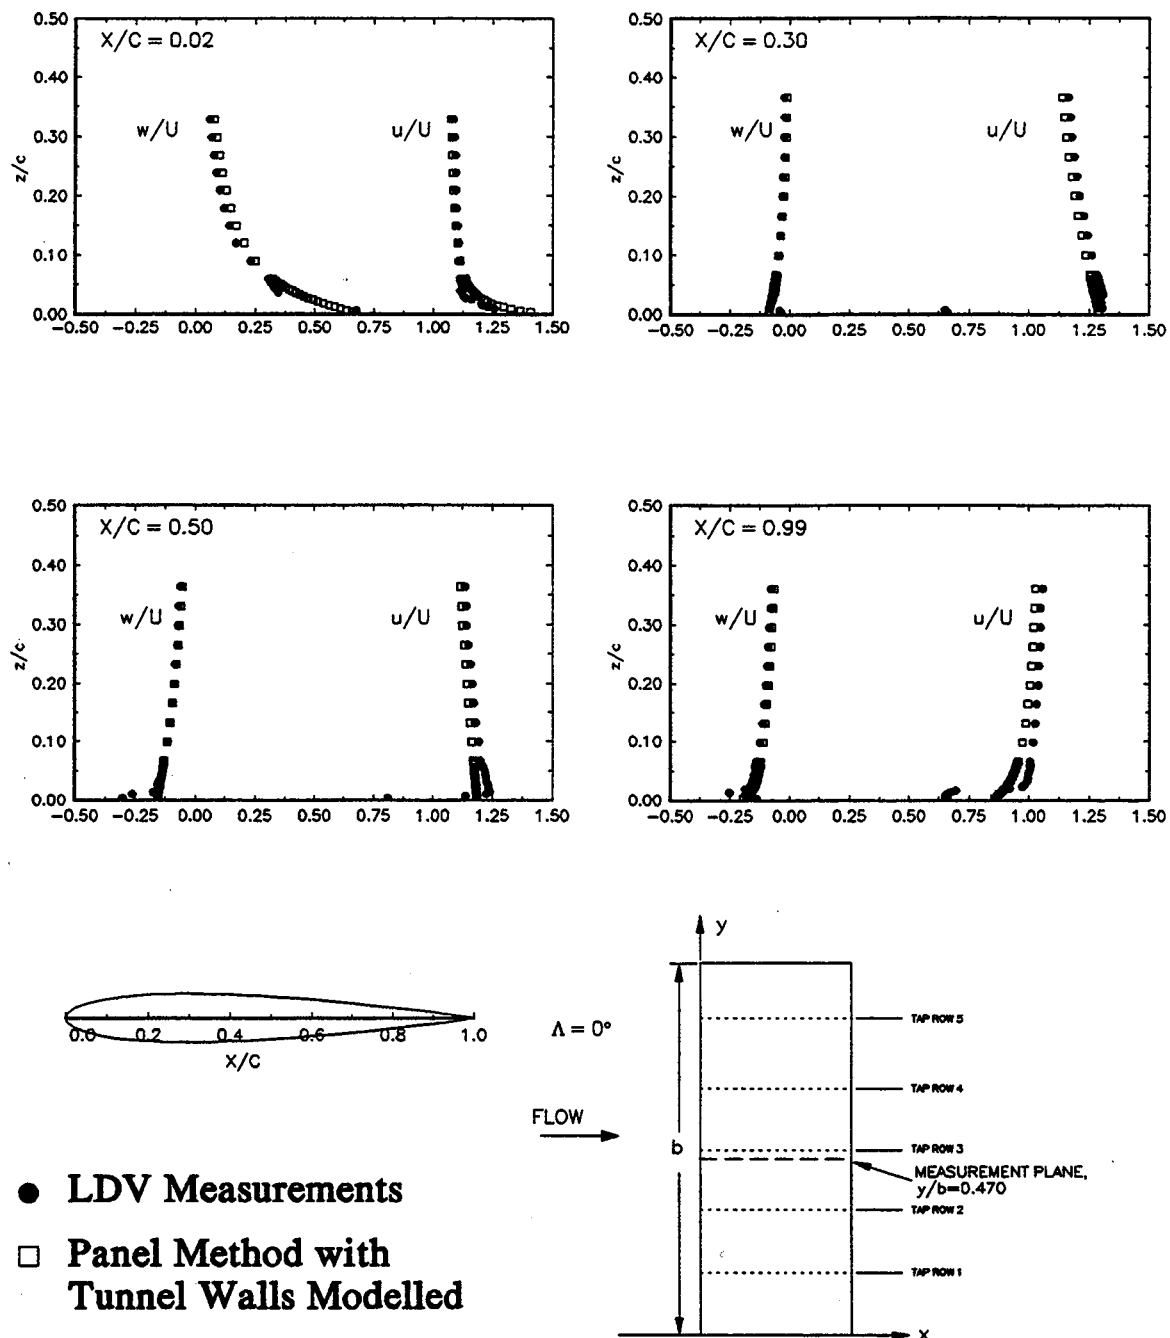 X/C = 0.02
w/U
u/U
z/c
0.50
0.40
0.30
0.20
0.10
0.00
-0.50 -0.25 0.00 0.25 0.50 0.75 1.00 1.25 1.50
X/C = 0.30
w/U
u/U
z/c
0.50
0.40
0.30
0.20
0.10
0.00
-0.50 -0.25 0.00 0.25 0.50 0.75 1.00 1.25 1.50
X/C = 0.50
w/U
u/U
z/c
0.50
0.40
0.30
0.20
0.10
0.00
-0.50 -0.25 0.00 0.25 0.50 0.75 1.00 1.25 1.50
X/C = 0.99
w/U
u/U
z/c
0.50
0.40
0.30
0.20
0.10
0.00
-0.50 -0.25 0.00 0.25 0.50 0.75 1.00 1.25 1.50
0.0 0.2 0.4 0.6 0.8 1.0
X/C
Λ = 0°
FLOW
y
b
TAP ROW 5
TAP ROW 4
TAP ROW 3
MEASUREMENT PLANE,
y/b=0.470
TAP ROW 2
TAP ROW 1
x
● LDV Measurements
□ Panel Method with
Tunnel Walls Modelled